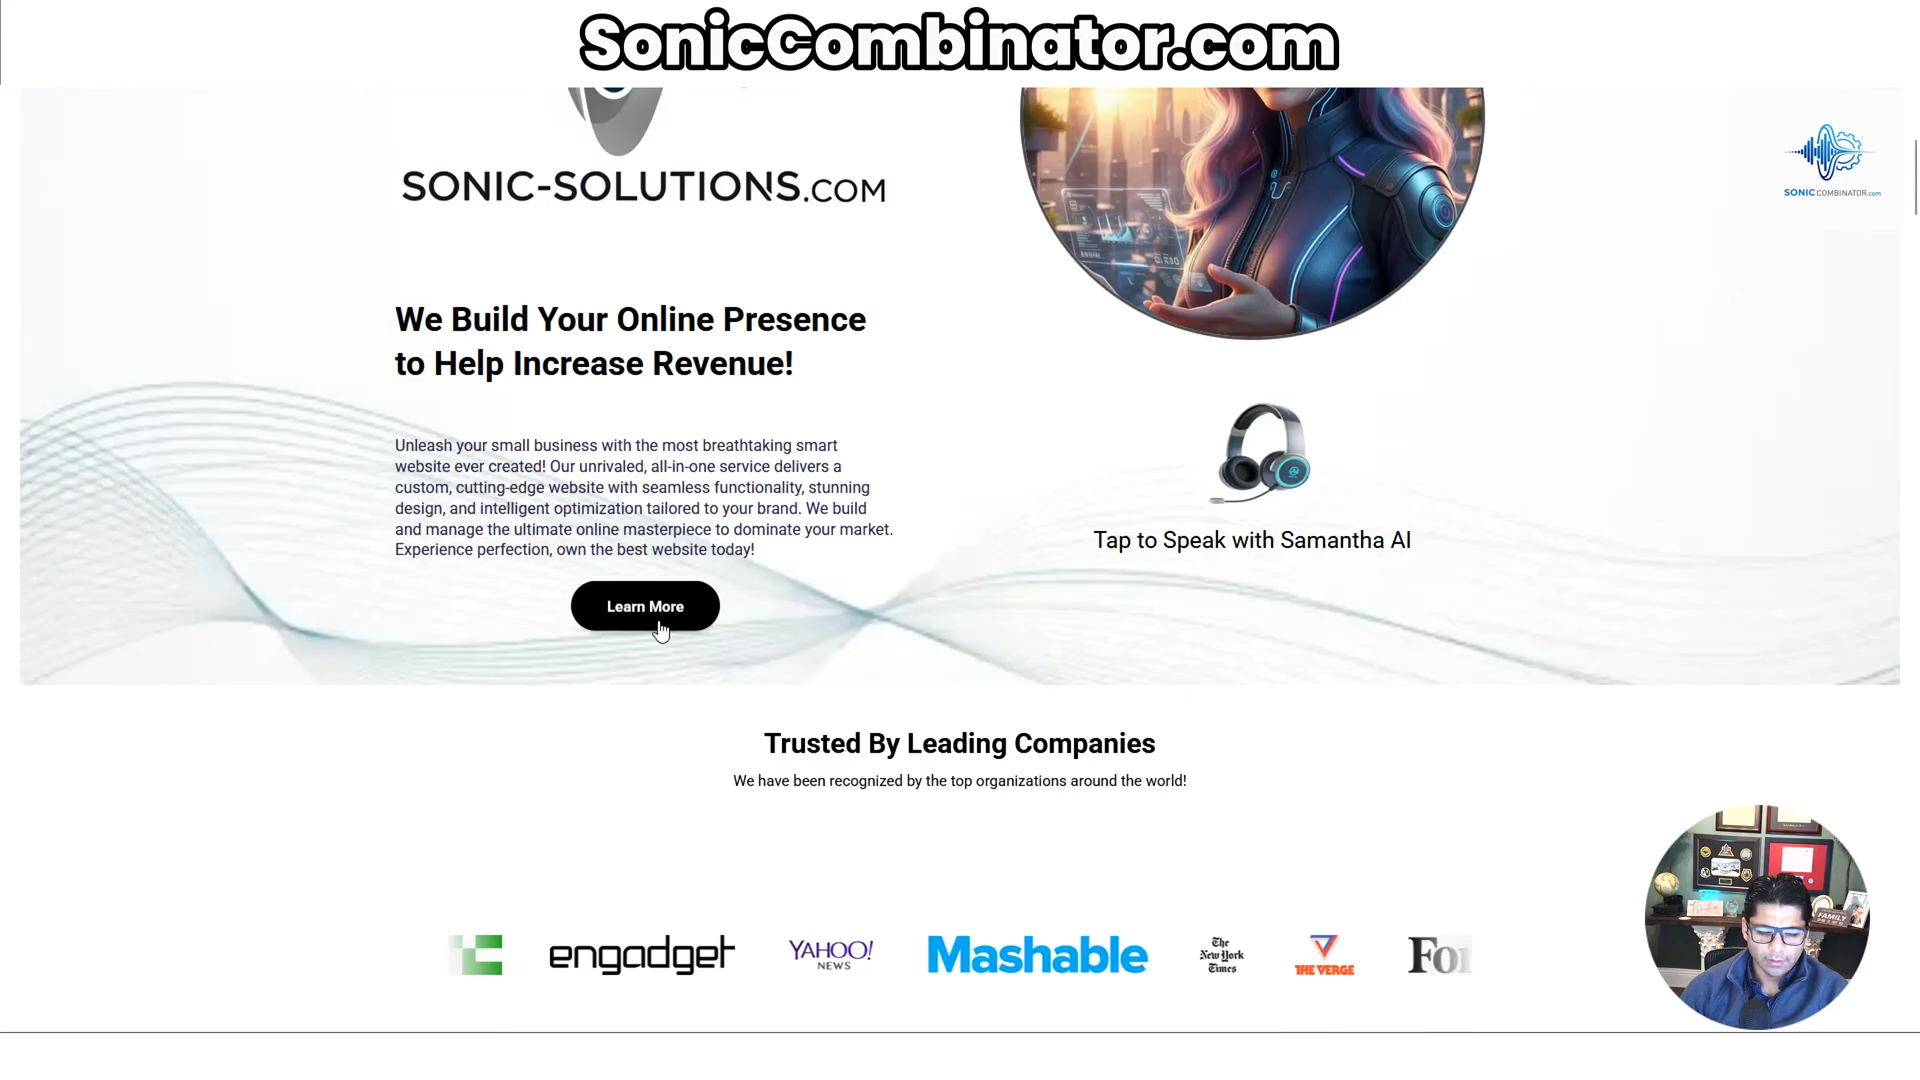 SonicCombinator.com
SONIC-SOLUTIONS.COM
SONIC COMBINATOR.com
We Build Your Online Presence
to Help Increase Revenue!
Unleash your small business with the most breathtaking smart
website ever created! Our unrivaled, all-in-one service delivers a
custom, cutting-edge website with seamless functionality, stunning
design, and intelligent optimization tailored to your brand. We build
and manage the ultimate online masterpiece to dominate your market.
Experience perfection, own the best website today!
Tap to Speak with Samantha AI
Learn More
Trusted By Leading Companies
We have been recognized by the top organizations around the world!
engadget
YAHOO!
NEWS
Mashable
The
New York
Times
THE VERGE
For
FAMILY